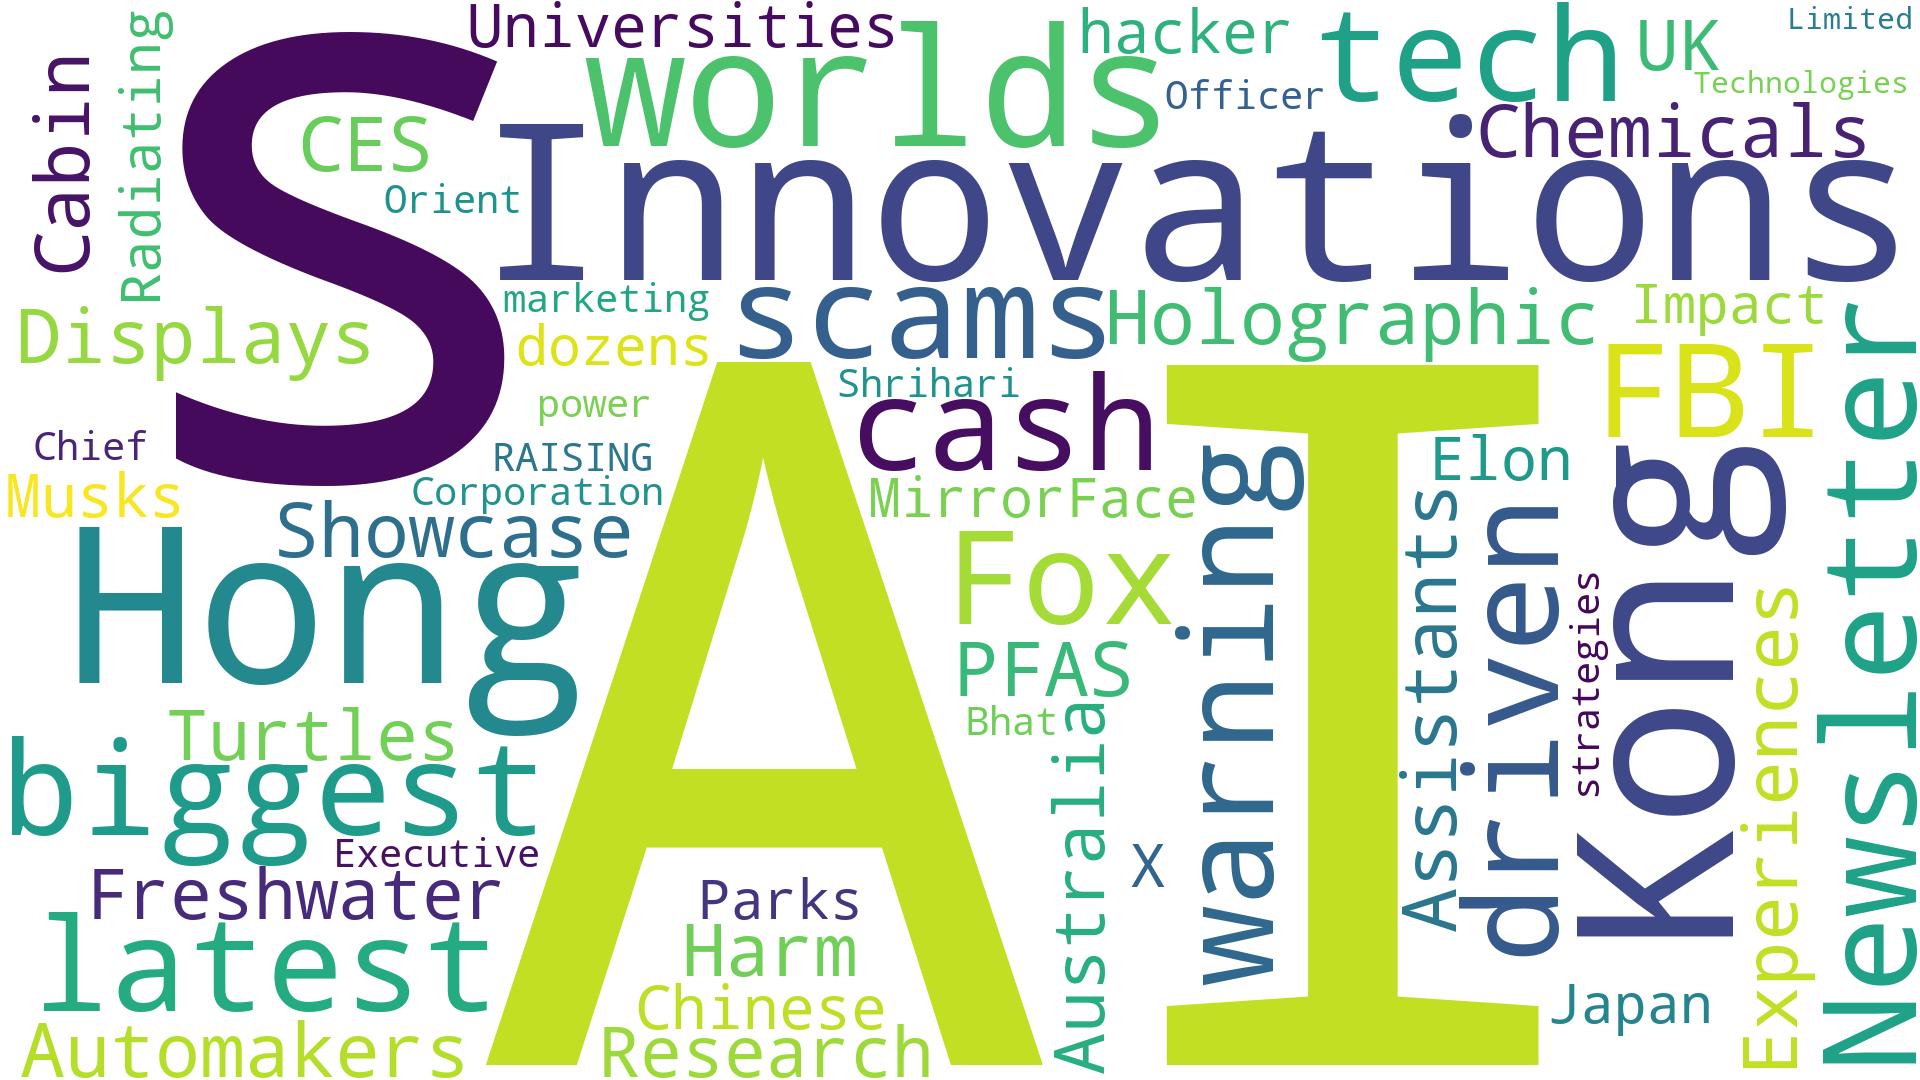 Universities
worlds
hacker
tech
UK
Limited
Officer
Technologies
Cabin
Radiating
S
CES
Orient
Innovations
Chemicals
Displays
marketing
dozens
scams
Holographic
Impact
FBI
Newsletter
Shrihari
cash
power
Chief
Musks
RAISING
Corporation
Showcase
MirrorFace
Elon
Hong
AI
Fox
warning
Assistants
driven
strategies
Kong
Experiences
PFAS
Bhat
Turtles
biggest
Australia
X
Executive
Freshwater
Parks
latest
Harm
Chinese
Japan
Automakers
Research